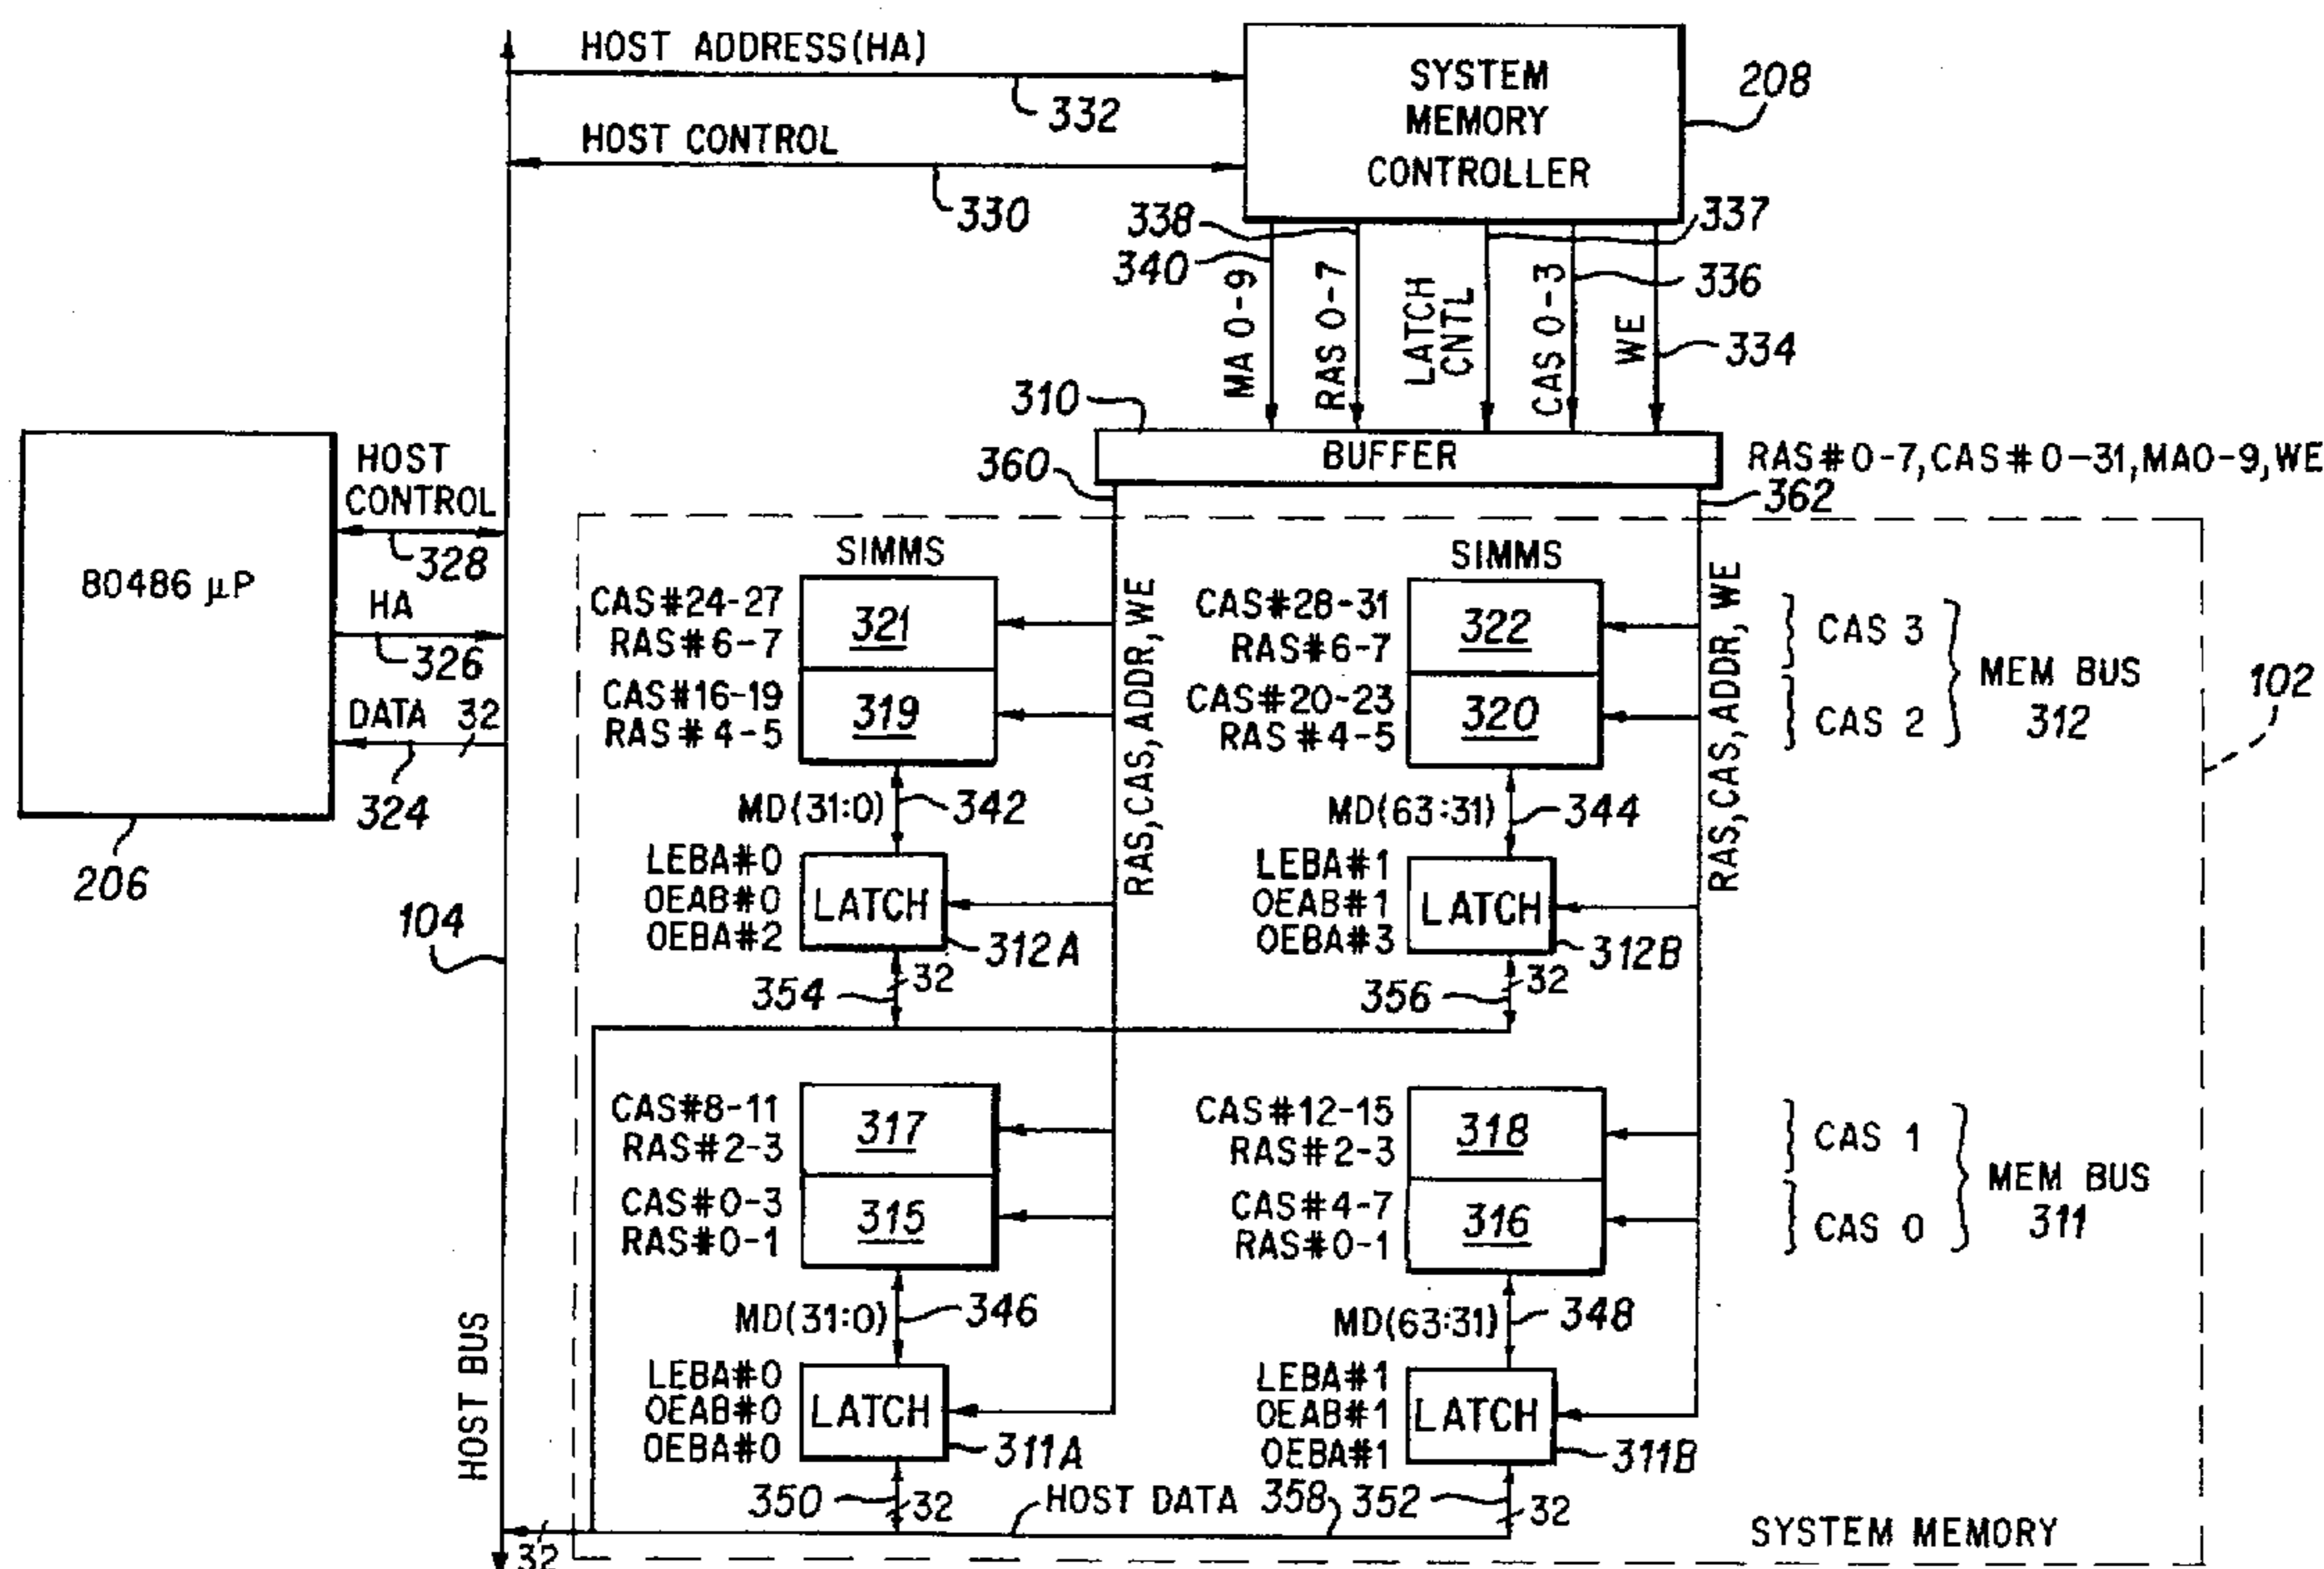 HOST ADDRESS(HA)
332
HOST CONTROL
330
SYSTEM
MEMORY
CONTROLLER
208
338
340
337
336
334
MA 0-9
RAS 0-7
LATCH
CNTL
CAS 0-3
WE
310
BUFFER
RAS#0-7,CAS#0-31,MA0-9,WE
360
362
80486 µP
206
HOST
CONTROL
328
HA
326
DATA 32
324
104
HOST BUS
SIMMS
CAS#24-27
RAS#6-7
321
CAS#16-19
RAS#4-5
319
MD(31:0)
342
LEBA#0
OEAB#0
OEBA#2
LATCH
312A
354
32
RAS,CAS,ADDR,WE
SIMMS
CAS#28-31
RAS#6-7
322
CAS#20-23
RAS#4-5
320
MD(63:31)
344
LEBA#1
OEAB#1
OEBA#3
LATCH
312B
356
32
RAS,CAS,ADDR,WE
CAS 3
CAS 2
MEM BUS
312
102
CAS#8-11
RAS#2-3
317
CAS#0-3
RAS#0-1
315
MD(31:0)
346
LEBA#0
OEAB#0
OEBA#0
LATCH
311A
350
32
CAS#12-15
RAS#2-3
318
CAS#4-7
RAS#0-1
316
MD(63:31)
348
LEBA#1
OEAB#1
OEBA#1
LATCH
311B
352
32
CAS 1
CAS 0
MEM BUS
311
HOST DATA 358
32
SYSTEM MEMORY